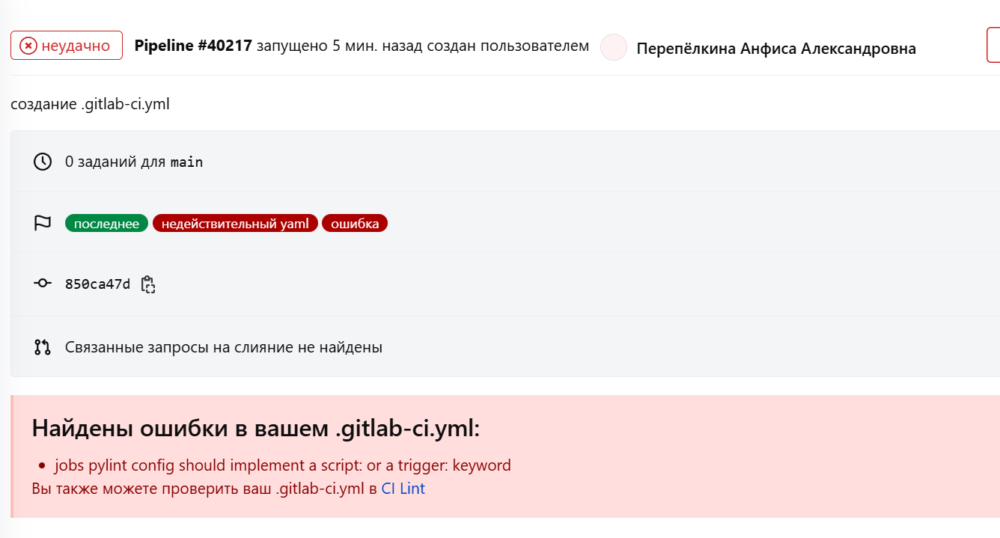 неудачно Pipeline #40217 запущено 5 мин. назад создан пользователем Перепёлкина Анфиса Александровна
создание .gitlab-ci.yml
0 заданий для main
последнее недействительный yaml ошибка
850ca47d
Связанные запросы на слияние не найдены
Найдены ошибки в вашем .gitlab-ci.yml:
• jobs pylint config should implement a script: or a trigger: keyword
Вы также можете проверить ваш .gitlab-ci.yml в CI Lint